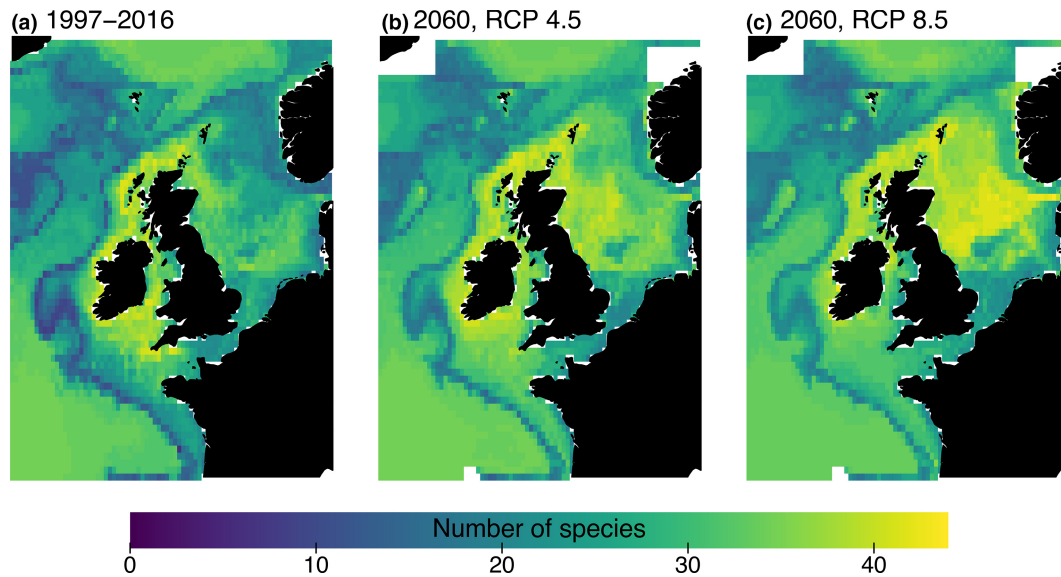 (a) 1997–2016
(b) 2060, RCP 4.5
(c) 2060, RCP 8.5
Number of species
0 10 20 30 40